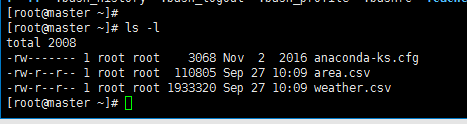 [root@master ~]#
[root@master ~]# ls -l
total 2008
-rw------- 1 root root    3068 Nov  2  2016 anaconda-ks.cfg
-rw-r--r-- 1 root root  110805 Sep 27 10:09 area.csv
-rw-r--r-- 1 root root 1933320 Sep 27 10:09 weather.csv
[root@master ~]#